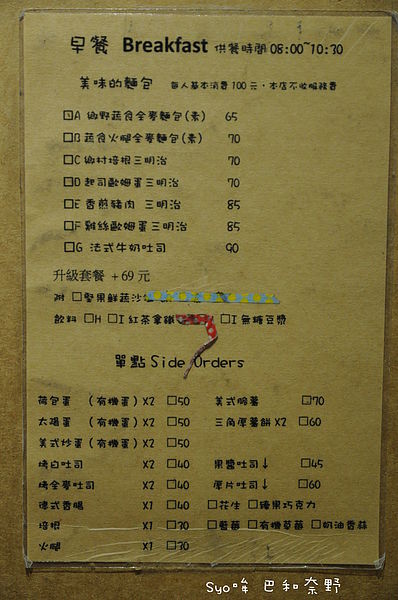 早餐 Breakfast 供餐時間 08:00~10:30
美味的麵包 每人基本消費100元,本店不收服務費
□A 鄉野蔬食全麥麵包(素) 65
□B 蔬食火腿全麥麵包(素) 70
□C 鄉村培根三明治 70
□D 起司歐姆蛋三明治 70
□E 香煎豬肉 三明治 85
□F 雞絲歐姆蛋三明治 85
□G 法式牛奶吐司 90
升級套餐 +69元
附 □堅果鮮蔬沙
飲料 □H □I 紅茶拿鐵 □I 無糖豆漿
單點 Side Orders
荷包蛋 (有機蛋) X2 □50 美式脆薯 □70
太陽蛋 (有機蛋) X2 □50 三角原薯餅 X2 □60
美式炒蛋 (有機蛋) X2 □50
烤白吐司 X2 □40 果醬吐司↓ □45
烤全麥吐司 X2 □40 厚片吐司↓ □60
德式香腸 X1 □40 □花生 □榛果巧克力
培根 X1 □30 □藍莓 □有機草莓 □奶油香蒜
火腿 X1 □30
Syo哞 巴和奈野